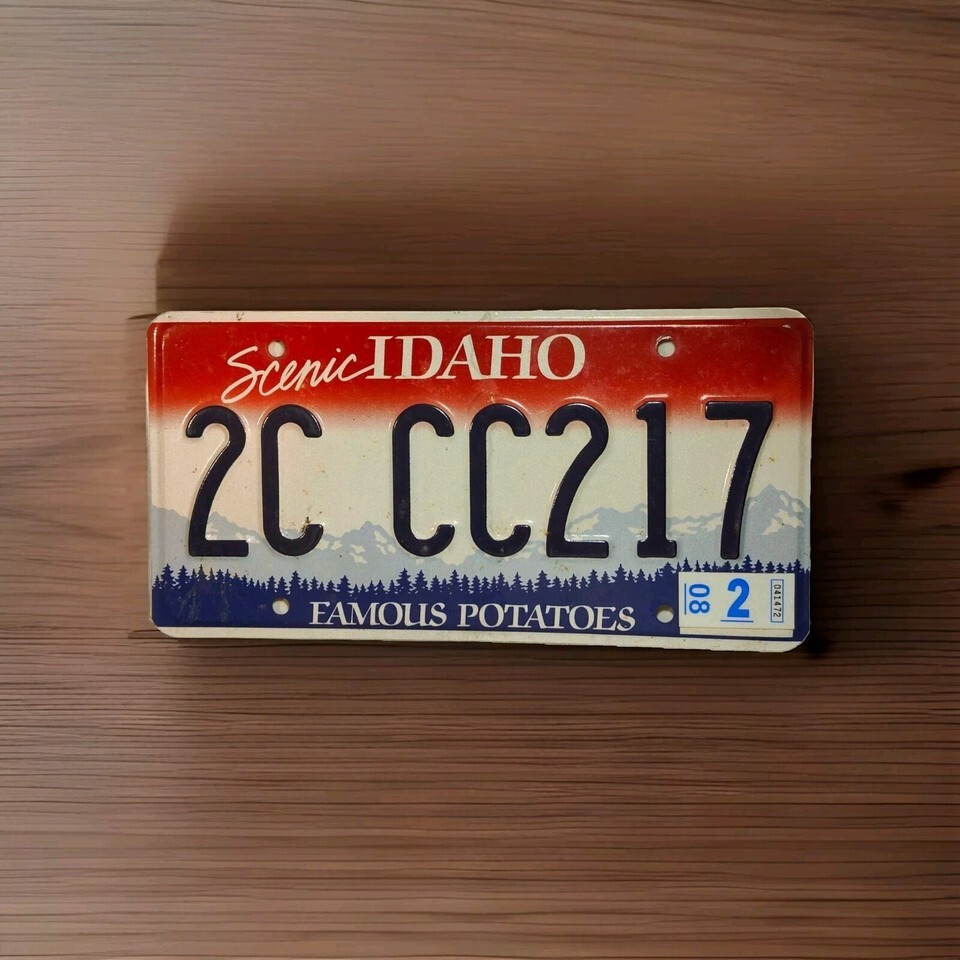 Scenic IDAHO
2C CC217
FAMOUS POTATOES
08 2 041472